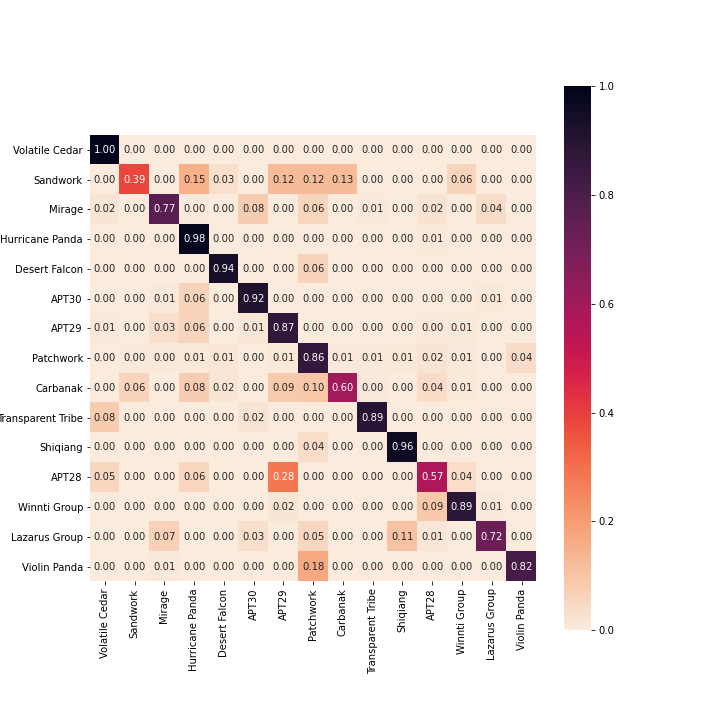 1.0
Volatile Cedar 1.00 0.00 0.00 0.00 0.00 0.00 0.00 0.00 0.00 0.00 0.00 0.00 0.00 0.00 0.00
Sandwork 0.00 0.39 0.00 0.15 0.03 0.00 0.12 0.12 0.13 0.00 0.00 0.00 0.06 0.00 0.00
0.8
Mirage 0.02 0.00 0.77 0.00 0.00 0.08 0.00 0.06 0.00 0.01 0.00 0.02 0.00 0.04 0.00
Hurricane Panda 0.00 0.00 0.00 0.98 0.00 0.00 0.00 0.00 0.00 0.00 0.00 0.01 0.00 0.00 0.00
Desert Falcon 0.00 0.00 0.00 0.00 0.94 0.00 0.00 0.06 0.00 0.00 0.00 0.00 0.00 0.00 0.00
APT30 0.00 0.00 0.01 0.06 0.00 0.92 0.00 0.00 0.00 0.00 0.00 0.00 0.00 0.01 0.00
0.6
APT29 0.01 0.00 0.03 0.06 0.00 0.01 0.87 0.00 0.00 0.00 0.00 0.00 0.01 0.00 0.00
Patchwork 0.00 0.00 0.00 0.01 0.01 0.00 0.01 0.86 0.01 0.01 0.01 0.02 0.01 0.00 0.04
Carbanak 0.00 0.06 0.00 0.08 0.02 0.00 0.09 0.10 0.60 0.00 0.00 0.04 0.01 0.00 0.00
0.4
Transparent Tribe 0.08 0.00 0.00 0.00 0.00 0.02 0.00 0.00 0.00 0.89 0.00 0.00 0.00 0.00 0.00
Shiqiang 0.00 0.00 0.00 0.00 0.00 0.00 0.00 0.04 0.00 0.00 0.96 0.00 0.00 0.00 0.00
APT28 0.05 0.00 0.00 0.06 0.00 0.00 0.28 0.00 0.00 0.00 0.00 0.57 0.04 0.00 0.00
Winnti Group 0.00 0.00 0.00 0.00 0.00 0.00 0.02 0.00 0.00 0.00 0.00 0.09 0.89 0.01 0.00
0.2
Lazarus Group 0.00 0.00 0.07 0.00 0.00 0.03 0.00 0.05 0.00 0.00 0.11 0.01 0.00 0.72 0.00
Violin Panda 0.00 0.00 0.01 0.00 0.00 0.00 0.00 0.18 0.00 0.00 0.00 0.00 0.00 0.00 0.82
0.0
Volatile Cedar
Sandwork
Mirage
Hurricane Panda
Desert Falcon
APT30
APT29
Patchwork
Carbanak
Transparent Tribe
Shiqiang
APT28
Winnti Group
Lazarus Group
Violin Panda